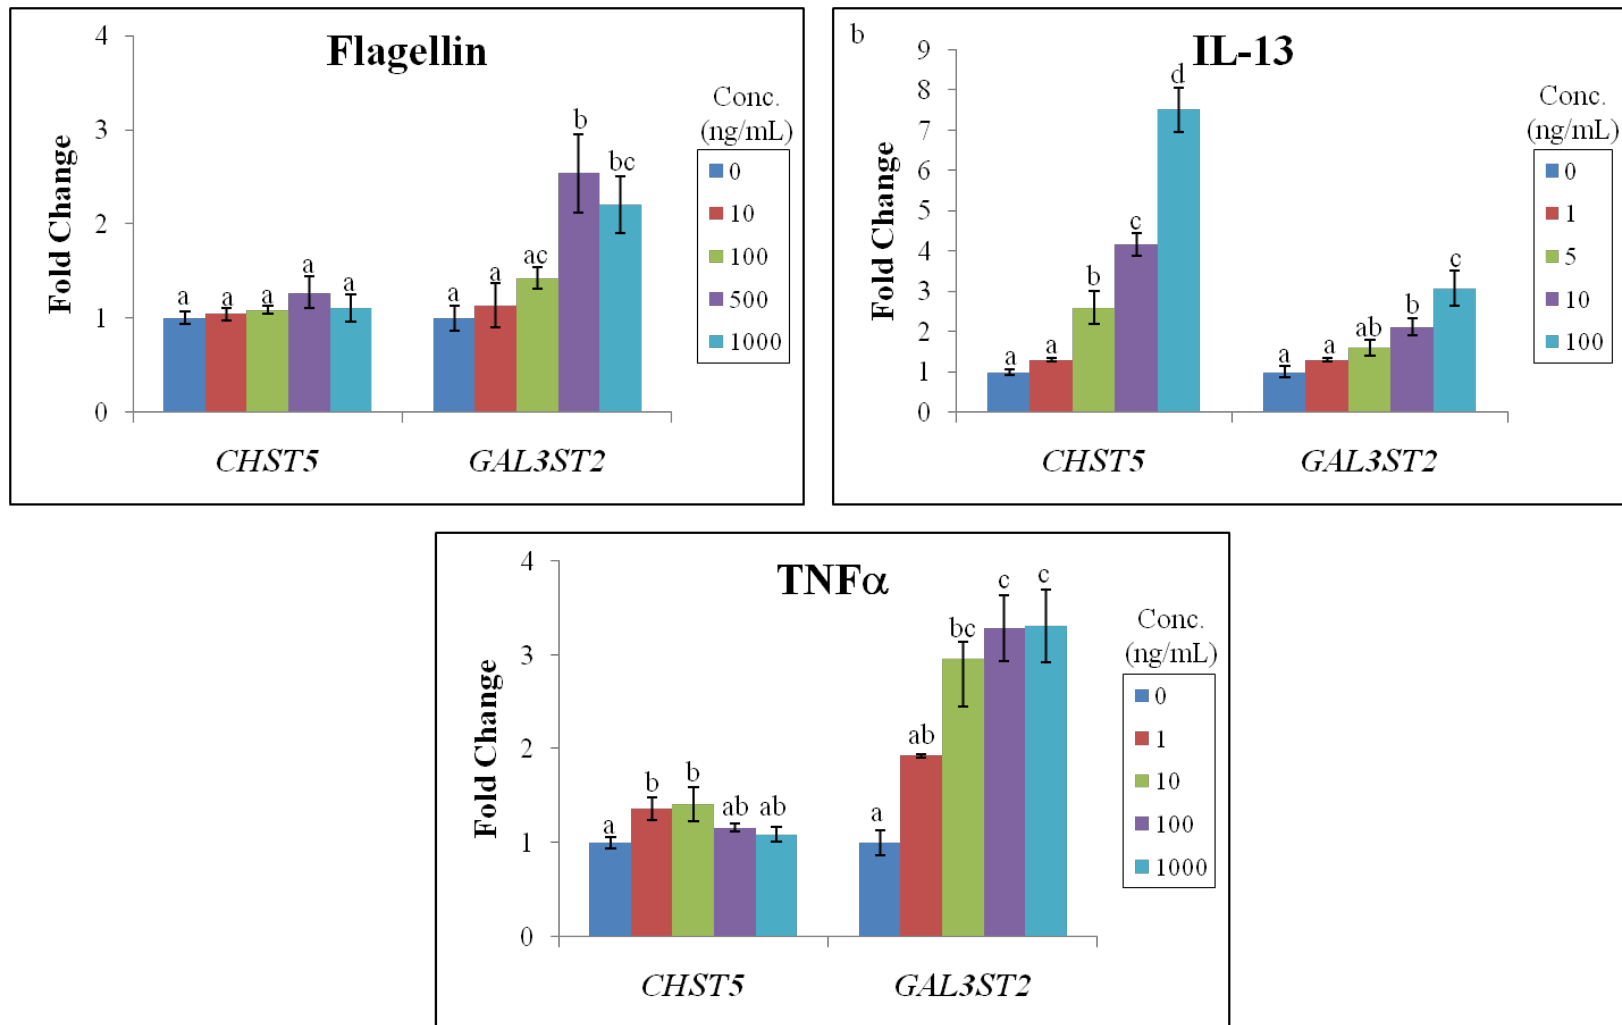 Flagellin
4
3
2
1
0
Fold Change
a
a
a
a
a
a
a
ac
b
bc
CHST5
GAL3ST2
Conc.
(ng/mL)
0
10
100
500
1000
b
IL-13
9
8
7
6
5
4
3
2
1
0
Fold Change
a
a
b
c
d
a
a
ab
b
c
CHST5
GAL3ST2
Conc.
(ng/mL)
0
1
5
10
100
TNFα
4
3
2
1
0
Fold Change
a
b
b
ab
ab
a
ab
bc
c
c
CHST5
GAL3ST2
Conc.
(ng/mL)
0
1
10
100
1000